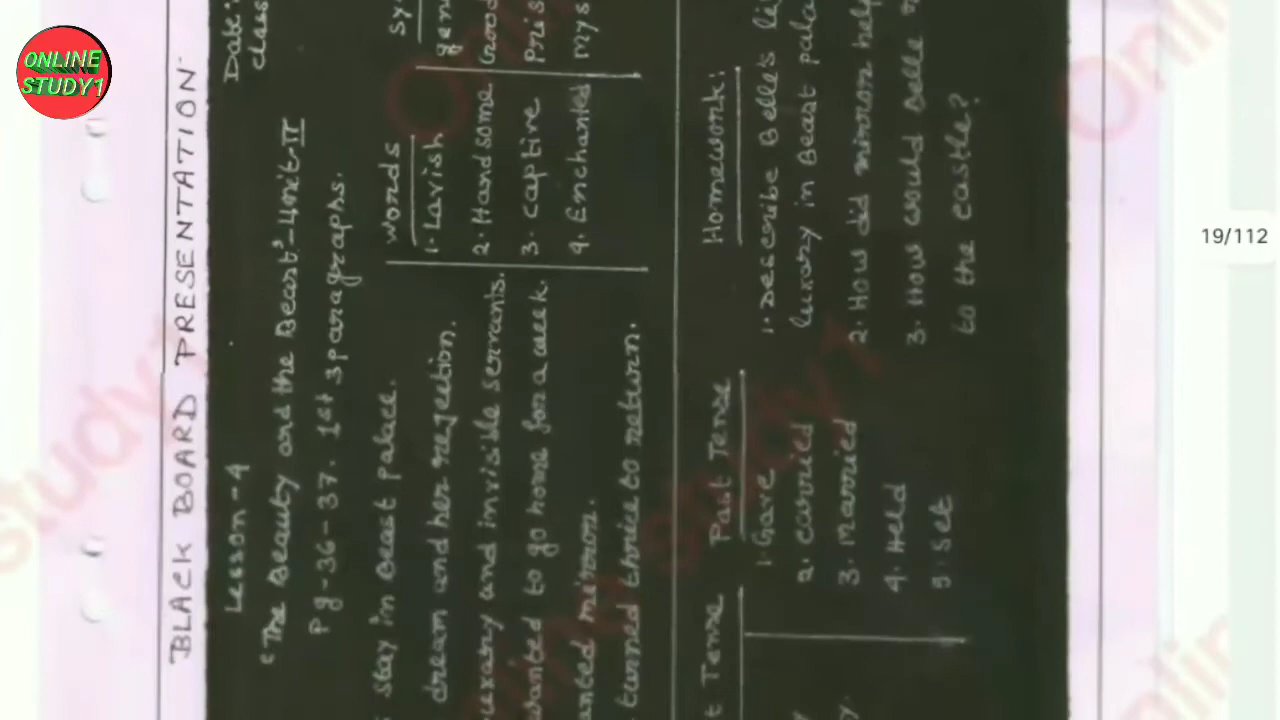 ONLINE
STUDY1
19/112
BLACK BOARD PRESENTATION
Date:
Class
Lesson-4
"The Beauty and the Beast"-Unit-II
Pg-36-37. 1st 3 paragraphs.
stay in Beast palace.
dream and her rejection.
luxury and invisible servants.
wanted to go home for a week.
anted mirror.
turned thrice to return.
Words
1. Lavish
2. Handsome
3. captive
4. Enchanted
Sy
gen
Good
Pris
Mys
t Tense
Past Tense
1. Gave
2. carried
3. Married
4. Held
5. Set
Homework:
1. Describe Belle's li
luxury in Beast pala
2. How did mirror help
3. How would Belle
to the castle?